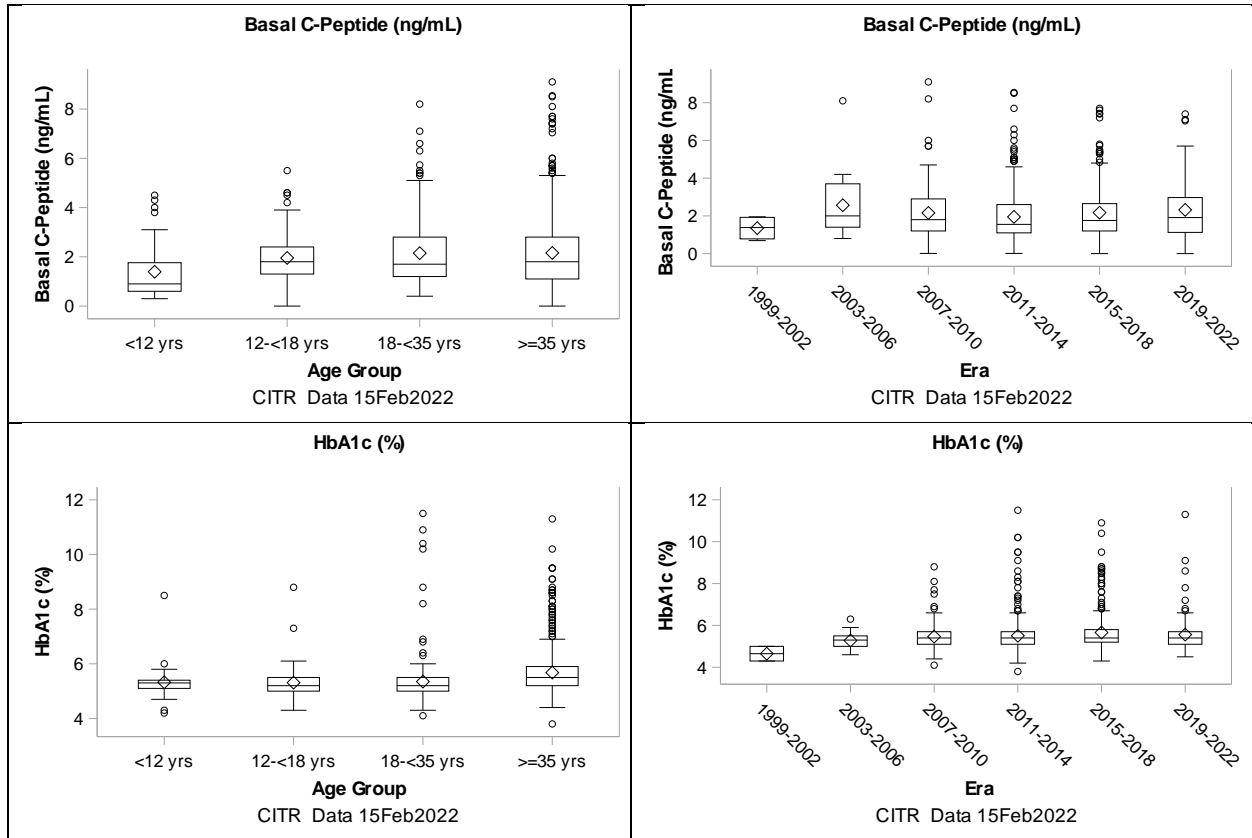 Basal C-Peptide (ng/mL)
Basal C-Peptide (ng/mL)
8
6
4
2
0
<12 yrs
12-<18 yrs
18-<35 yrs
>=35 yrs
Age Group
CITR Data 15Feb2022
Basal C-Peptide (ng/mL)
Basal C-Peptide (ng/mL
8
6
4
2
0
1999-2002
2003-2006
2007-2010
2011-2014
2015-2018
2019-2022
Era
CITR Data 15Feb2022
HbA1c (%)
HbA1c (%)
12
10
8
6
4
<12 yrs
12-<18 yrs
18-<35 yrs
>=35 yrs
Age Group
CITR Data 15Feb2022
HbA1c (%)
HbA1c (%)
12
10
8
6
4
1999-2002
2003-2006
2007-2010
2011-2014
2015-2018
2019-2022
Era
CITR Data 15Feb2022